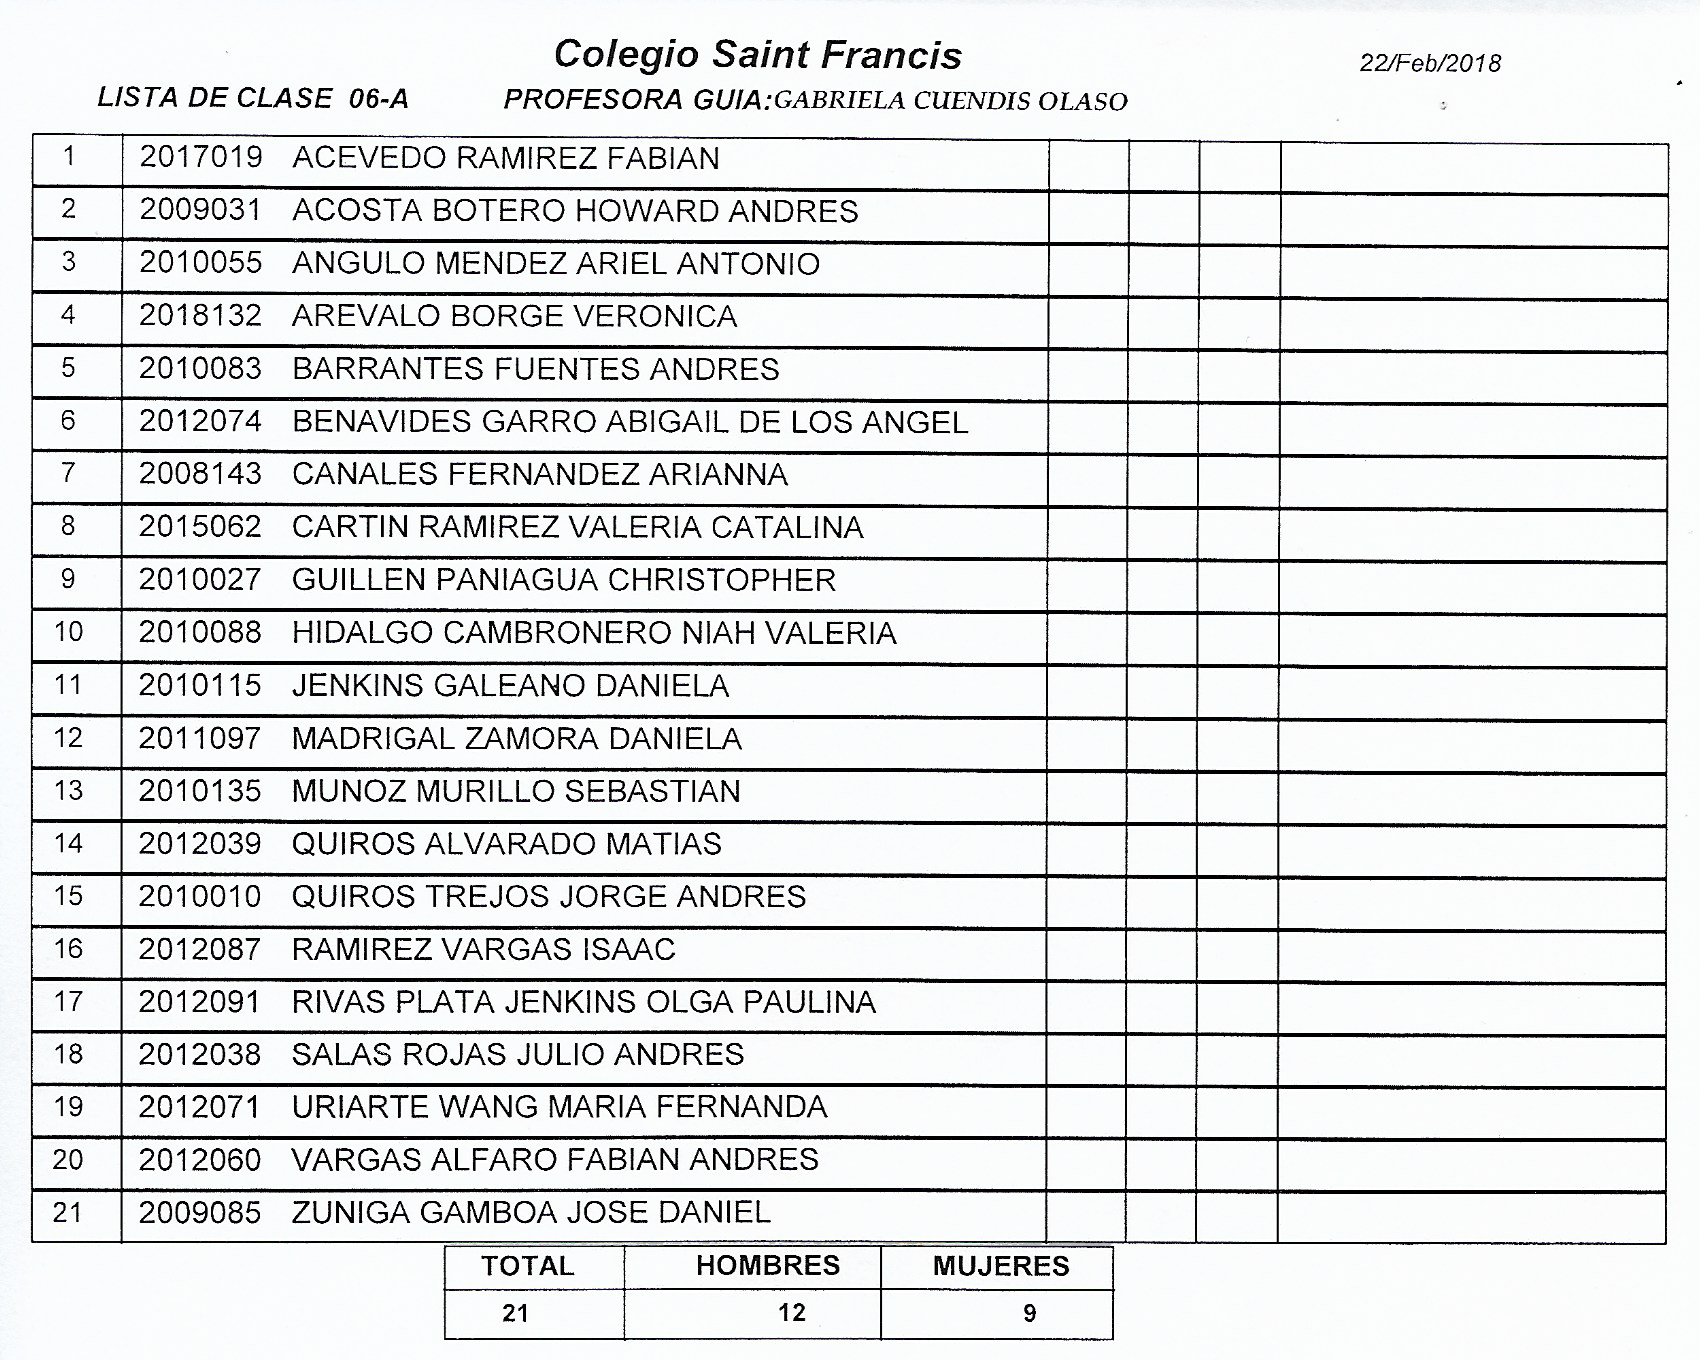 Colegio Saint Francis
22/Feb/2018
LISTA DE CLASE 06-A PROFESORA GUIA:GABRIELA CUENDIS OLASO
1 2017019 ACEVEDO RAMIREZ FABIAN
2 2009031 ACOSTA BOTERO HOWARD ANDRES
3 2010055 ANGULO MENDEZ ARIEL ANTONIO
4 2018132 AREVALO BORGE VERONICA
5 2010083 BARRANTES FUENTES ANDRES
6 2012074 BENAVIDES GARRO ABIGAIL DE LOS ANGEL
7 2008143 CANALES FERNANDEZ ARIANNA
8 2015062 CARTIN RAMIREZ VALERIA CATALINA
9 2010027 GUILLEN PANIAGUA CHRISTOPHER
10 2010088 HIDALGO CAMBRONERO NIAH VALERIA
11 2010115 JENKINS GALEANO DANIELA
12 2011097 MADRIGAL ZAMORA DANIELA
13 2010135 MUNOZ MURILLO SEBASTIAN
14 2012039 QUIROS ALVARADO MATIAS
15 2010010 QUIROS TREJOS JORGE ANDRES
16 2012087 RAMIREZ VARGAS ISAAC
17 2012091 RIVAS PLATA JENKINS OLGA PAULINA
18 2012038 SALAS ROJAS JULIO ANDRES
19 2012071 URIARTE WANG MARIA FERNANDA
20 2012060 VARGAS ALFARO FABIAN ANDRES
21 2009085 ZUNIGA GAMBOA JOSE DANIEL
TOTAL HOMBRES MUJERES
21 12 9